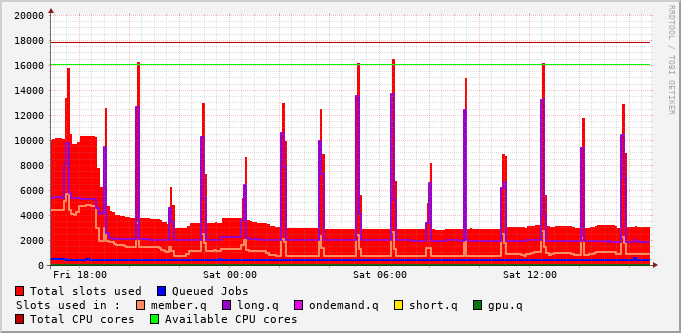 20000
18000
16000
14000
12000
10000
8000
6000
4000
2000
0
Fri 18:00 Sat 00:00 Sat 06:00 Sat 12:00
RRDTOOL / TOBI OETIKER
Total slots used Queued Jobs
Slots used in : member.q long.q ondemand.q short.q gpu.q
Total CPU cores Available CPU cores